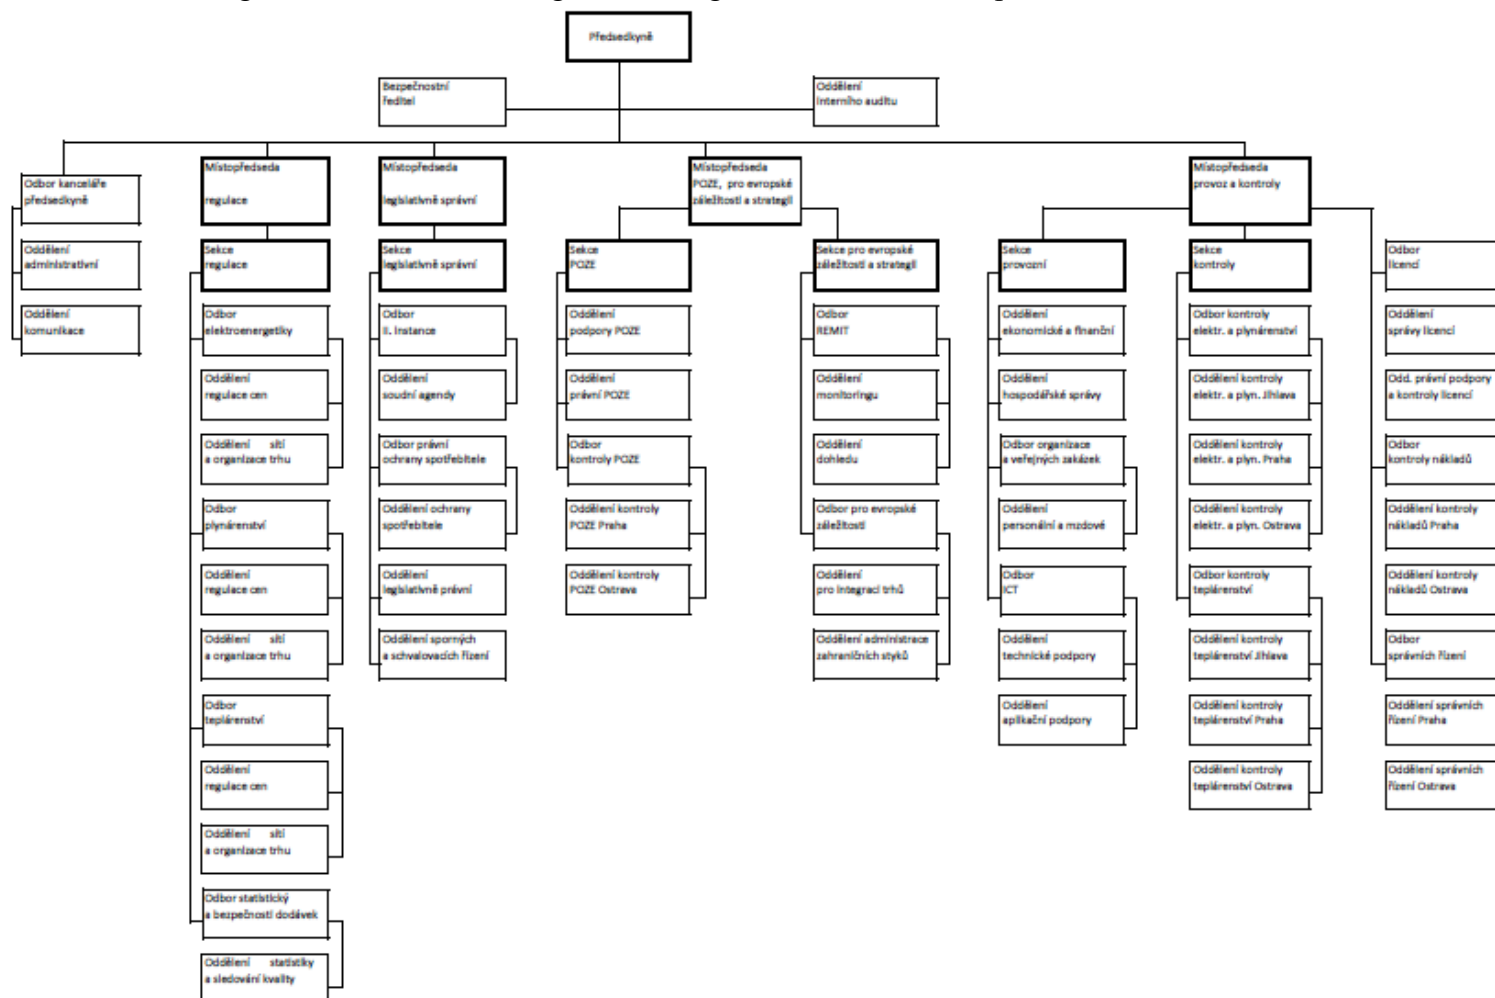 Předsedkyně
Bezpečnostní
ředitel
Oddělení
interního auditu
Odbor kanceláře
předsedkyně
Oddělení
administrativní
Oddělení
komunikace
Místopředseda
regulace
Sekce
regulace
Odbor
elektroenergetiky
Oddělení
regulace cen
Oddělení sítí
a organizace trhu
Odbor
plynárenství
Oddělení
regulace cen
Oddělení sítí
a organizace trhu
Odbor
teplárenství
Oddělení
regulace cen
Oddělení sítí
a organizace trhu
Odbor statistický
a bezpečnosti dodávek
Oddělení statistiky
a sledování kvality
Místopředseda
legislativně správní
Sekce
legislativně správní
Odbor
II. instance
Oddělení
soudní agendy
Odbor právní
ochrany spotřebitele
Oddělení ochrany
spotřebitele
Oddělení
legislativně právní
Oddělení sporných
a schvalovacích řízení
Místopředseda
POZE, pro evropské
záležitosti a strategii
Sekce
POZE
Oddělení
podpory POZE
Oddělení
právní POZE
Odbor
kontroly POZE
Oddělení kontroly
POZE Praha
Oddělení kontroly
POZE Ostrava
Sekce pro evropské
záležitosti a strategii
Odbor
REMIT
Oddělení
monitoringu
Oddělení
dohledu
Odbor pro evropské
záležitosti
Oddělení
pro integraci trhů
Oddělení administrace
zahraničních styků
Místopředseda
provoz a kontroly
Sekce
provozní
Oddělení
ekonomické a finanční
Oddělení
hospodářské správy
Odbor organizace
a veřejných zakázek
Oddělení
personální a mzdové
Odbor
ICT
Oddělení
technické podpory
Oddělení
aplikační podpory
Sekce
kontroly
Odbor kontroly
elektr. a plynárenství
Oddělení kontroly
elektr. a plyn. Jihlava
Oddělení kontroly
elektr. a plyn. Praha
Oddělení kontroly
elektr. a plyn. Ostrava
Odbor kontroly
teplárenství
Oddělení kontroly
teplárenství Jihlava
Oddělení kontroly
teplárenství Praha
Oddělení kontroly
teplárenství Ostrava
Odbor
licencí
Oddělení
správy licencí
Odd. právní podpory
a kontroly licencí
Odbor
kontroly nákladů
Oddělení kontroly
nákladů Praha
Oddělení kontroly
nákladů Ostrava
Odbor
správních řízení
Oddělení správních
řízení Praha
Oddělení správních
řízení Ostrava